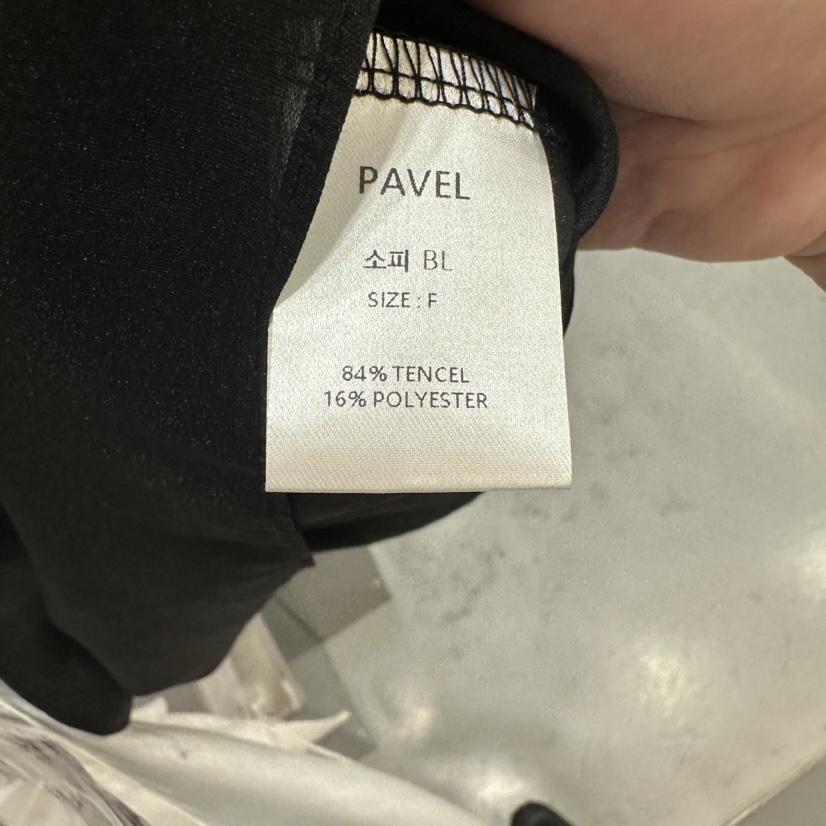 PAVEL
소피 BL
SIZE : F
84% TENCEL
16% POLYESTER